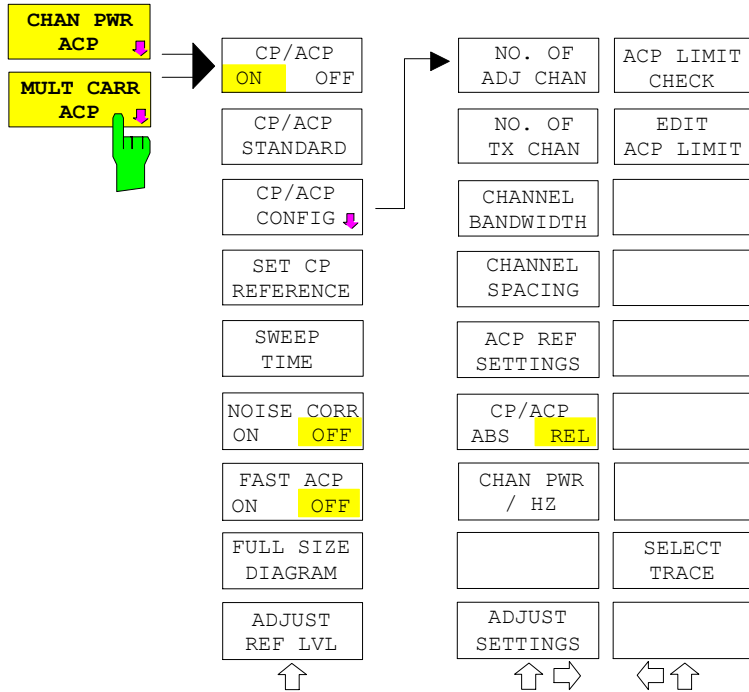 CHAN PWR
ACP
MULT CARR
ACP
CP/ACP
ON OFF
CP/ACP
STANDARD
CP/ACP
CONFIG
SET CP
REFERENCE
SWEEP
TIME
NOISE CORR
ON OFF
FAST ACP
ON OFF
FULL SIZE
DIAGRAM
ADJUST
REF LVL
NO. OF
ADJ CHAN
NO. OF
TX CHAN
CHANNEL
BANDWIDTH
CHANNEL
SPACING
ACP REF
SETTINGS
CP/ACP
ABS REL
CHAN PWR
/ HZ
ADJUST
SETTINGS
ACP LIMIT
CHECK
EDIT
ACP LIMIT
SELECT
TRACE